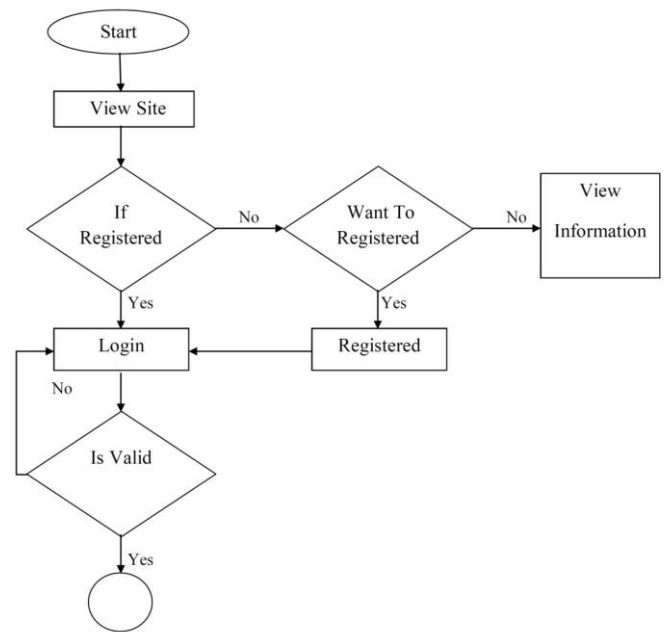 Start
View Site
If
Registered
No
Want To
Registered
No
View
Information
Yes
Yes
Login
Registered
No
Is Valid
Yes